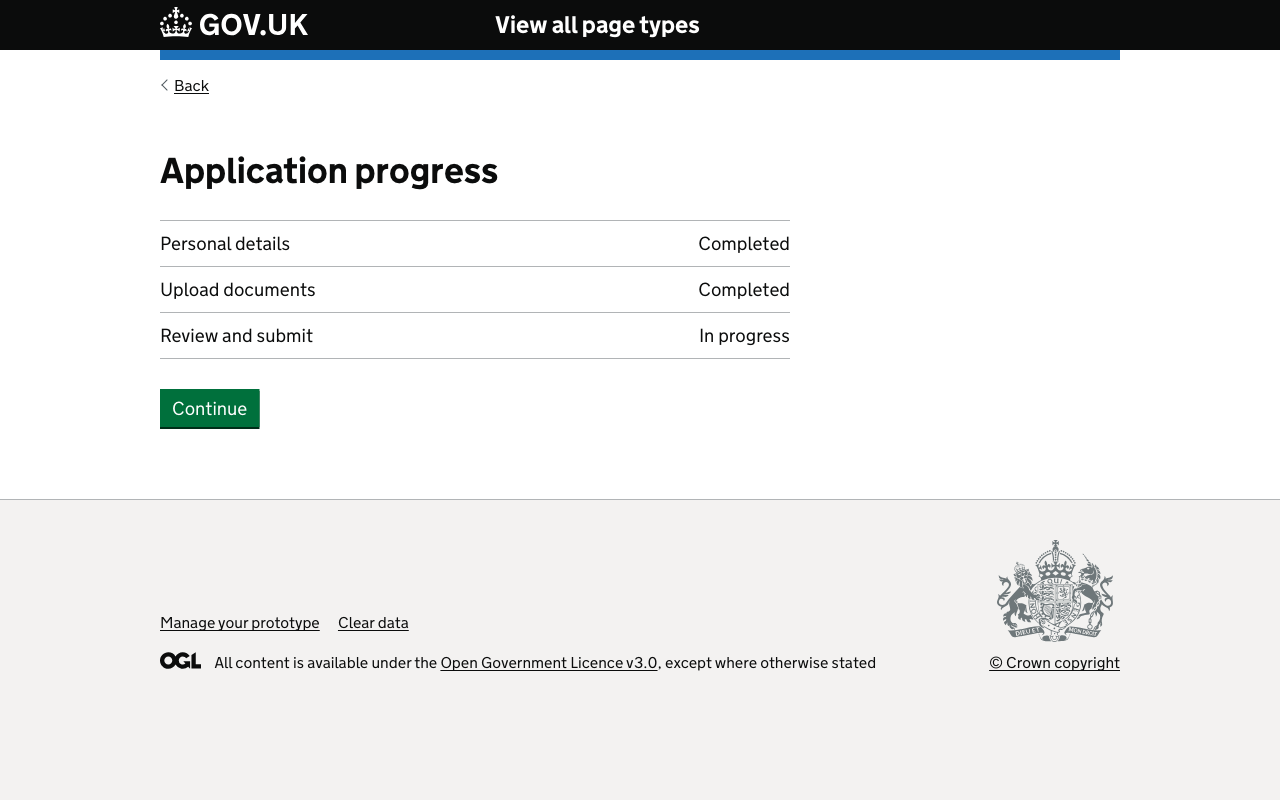 GOV.UK View all page types
Back
Application progress
Personal details Completed
Upload documents Completed
Review and submit In progress
Continue
Manage your prototype Clear data
OGL All content is available under the Open Government Licence v3.0, except where otherwise stated
© Crown copyright